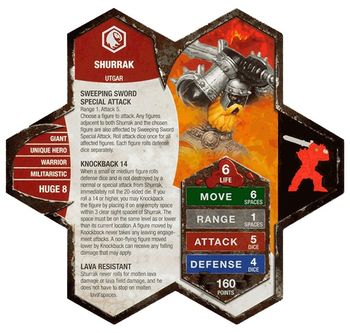 SHURRAK
UTGAR
SWEEPING SWORD
SPECIAL ATTACK
Range 1. Attack 5.
Choose a figure to attack. Any figures
adjacent to both Shurrak and the chosen
figure are also affected by Sweeping Sword
Special Attack. Roll attack dice once for all
affected figures. Each figure rolls defense
dice separately.
KNOCKBACK 14
When a small or medium figure rolls
defense dice and is not destroyed by a
normal or special attack from Shurrak,
immediately roll the 20-sided die. If you
roll a 14 or higher, you may Knockback
the figure by placing it on any empty space
within 3 clear sight spaces of Shurrak. The
space must be on the same level as or lower
than its current location. A figure moved by
Knockback never takes any leaving engage-
ment attacks. A non-flying figure moved
lower by Knockback can receive any falling
damage that may apply.
LAVA RESISTANT
Shurrak never rolls for molten lava
damage or lava field damage, and he
does not have to stop on molten
lava spaces.
GIANT
UNIQUE HERO
WARRIOR
MILITARISTIC
HUGE 8
6
LIFE
MOVE 6 SPACES
RANGE 1 SPACES
ATTACK 5 DICE
DEFENSE 4 DICE
160
POINTS